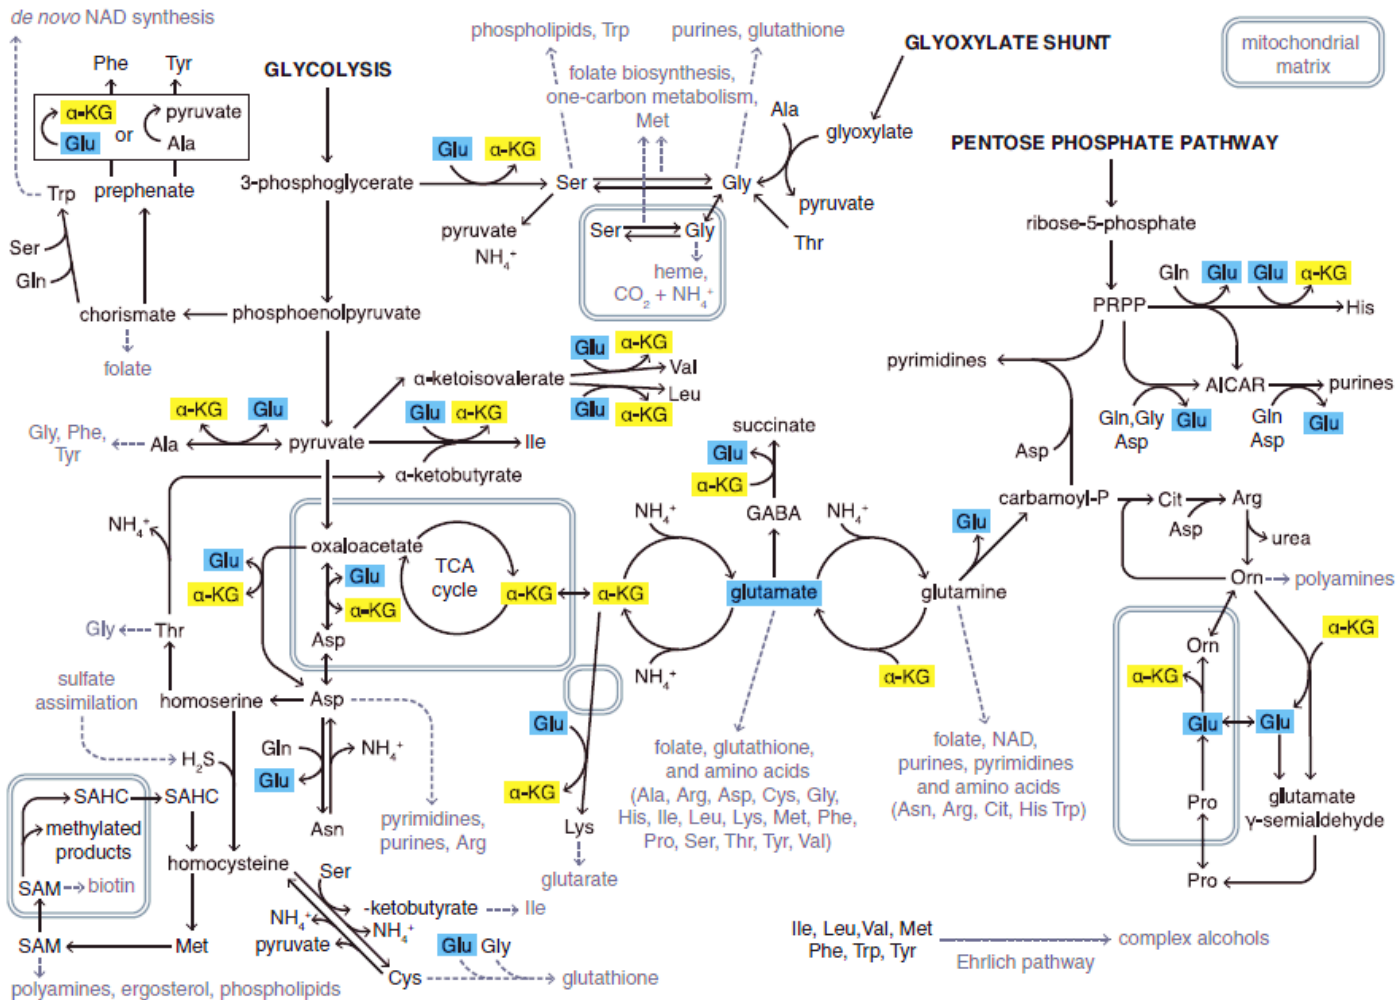 de novo NAD synthesis
Phe
Tyr
α-KG
Glu
or
pyruvate
Ala
Trp
prephenate
Ser
Gln
chorismate
folate
GLYCOLYSIS
3-phosphoglycerate
phosphoenolpyruvate
Glu
α-KG
phospholipids, Trp
purines, glutathione
folate biosynthesis,
one-carbon metabolism,
Met
Ser
Gly
pyruvate
NH₄⁺
Ser
Gly
heme,
CO₂ + NH₄⁺
GLYOXYLATE SHUNT
Ala
glyoxylate
pyruvate
Thr
mitochondrial
matrix
PENTOSE PHOSPHATE PATHWAY
ribose-5-phosphate
PRPP
Gln
Glu
Glu
α-KG
His
pyrimidines
AICAR
purines
Gln,Gly
Asp
Glu
Gln
Asp
Glu
Asp
carbamoyl-P
Cit
Asp
Arg
urea
Orn
polyamines
α-ketoisovalerate
Glu
α-KG
Val
Leu
Glu
α-KG
Gly, Phe,
Tyr
Ala
α-KG
Glu
pyruvate
Glu
α-KG
Ile
α-ketobutyrate
NH₄⁺
Thr
Gly
Glu
α-KG
oxaloacetate
Glu
α-KG
Asp
TCA
cycle
α-KG
α-KG
NH₄⁺
NH₄⁺
succinate
Glu
α-KG
GABA
glutamate
NH₄⁺
α-KG
Glu
glutamine
sulfate
assimilation
homoserine
Asp
H₂S
Gln
Glu
NH₄⁺
Asn
pyrimidines,
purines, Arg
Glu
α-KG
Lys
glutarate
folate, glutathione,
and amino acids
(Ala, Arg, Asp, Cys, Gly,
His, Ile, Leu, Lys, Met, Phe,
Pro, Ser, Thr, Tyr, Val)
folate, NAD,
purines, pyrimidines
and amino acids
(Asn, Arg, Cit, His Trp)
Orn
α-KG
Glu
Glu
α-KG
Pro
Pro
glutamate
γ-semialdehyde
SAHC
SAHC
methylated
products
SAM
biotin
SAM
Met
homocysteine
polyamines, ergosterol, phospholipids
Ser
-ketobutyrate
Ile
NH₄⁺
NH₄⁺
pyruvate
Cys
Glu
Gly
glutathione
Ile, Leu,Val, Met
Phe, Trp, Tyr
Ehrlich pathway
complex alcohols